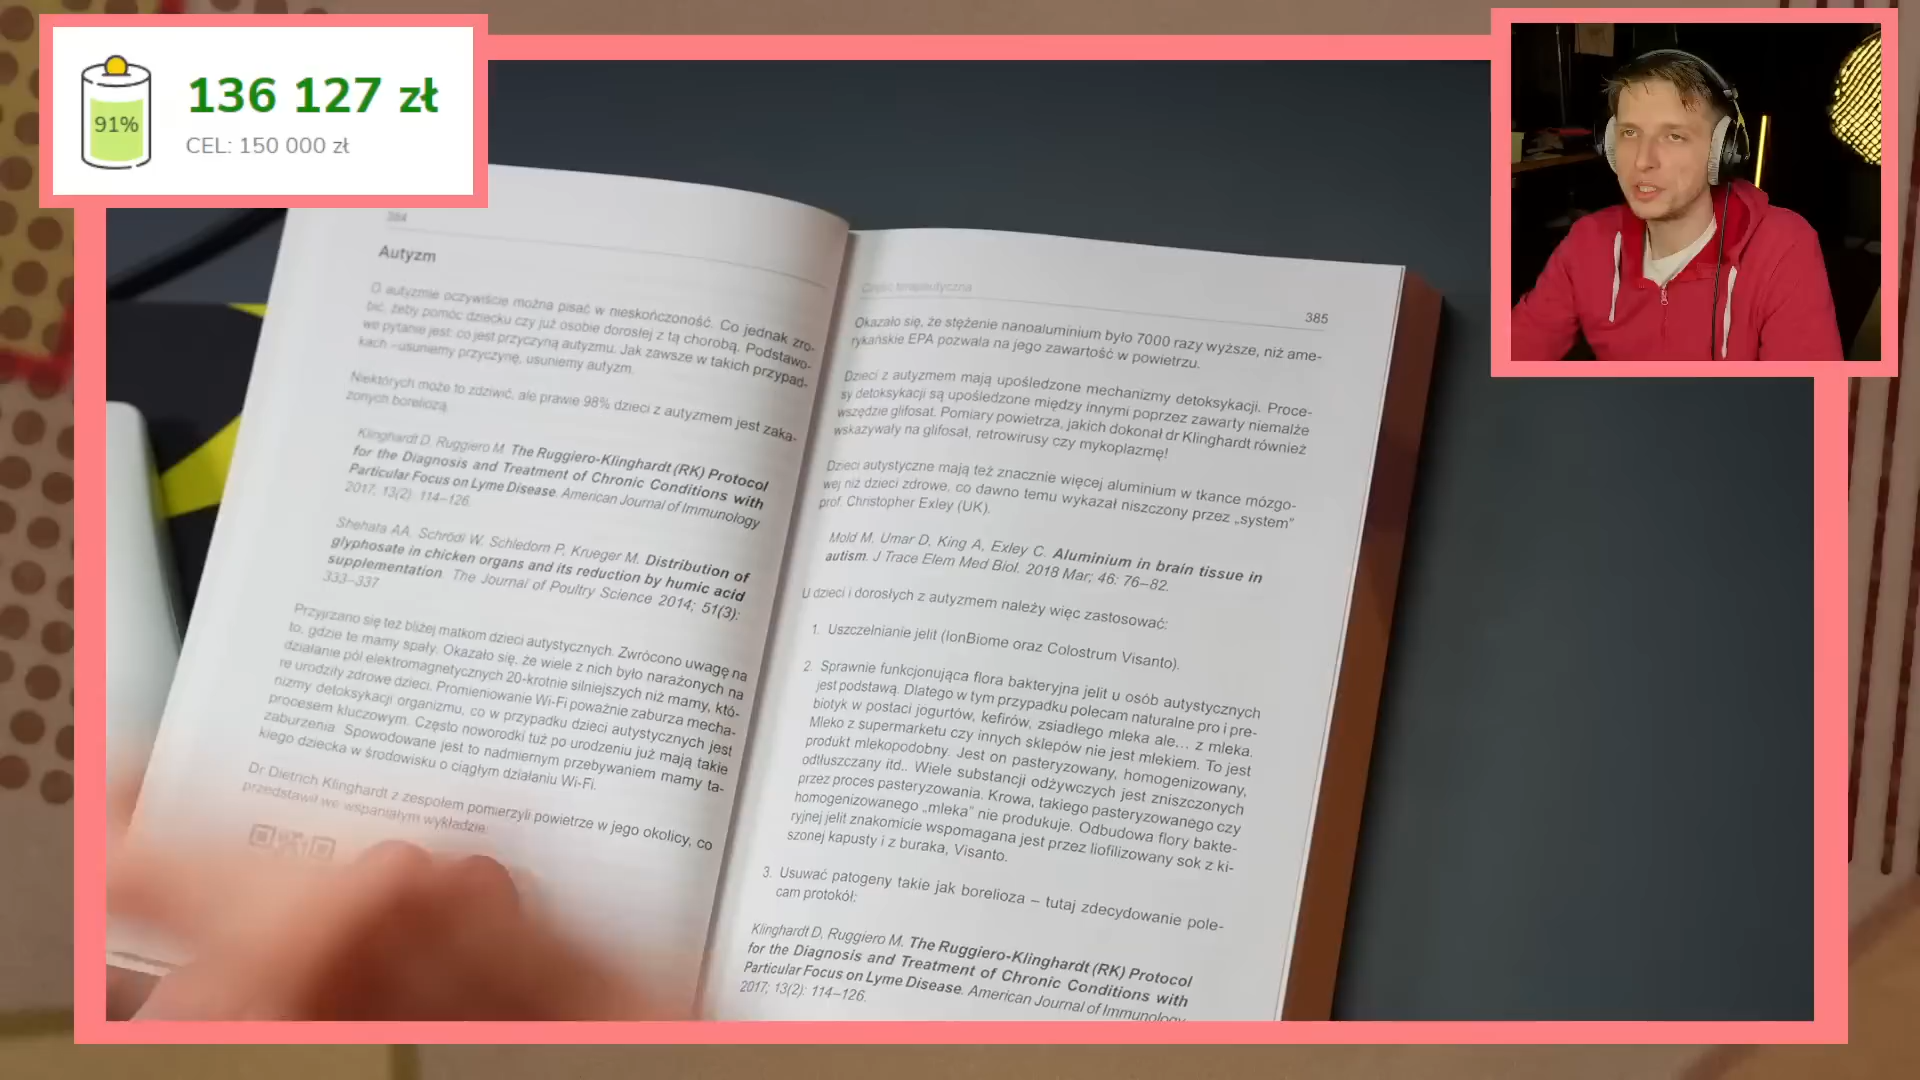 136 127 zł
91%
CEL: 150 000 zł
384
Autyzm
O autyzmie oczywiście można pisać w nieskończoność. Co jednak zro-
bić, żeby pomóc dziecku czy już osobie dorosłej z tą chorobą. Podstawo-
we pytanie jest: co jest przyczyną autyzmu. Jak zawsze w takich przypad-
kach –usuniemy przyczynę, usuniemy autyzm.
Niektórych może to zdziwić, ale prawie 98% dzieci z autyzmem jest zaka-
żonych boreliozą.
Klinghardt D, Ruggiero M. The Ruggiero-Klinghardt (RK) Protocol
for the Diagnosis and Treatment of Chronic Conditions with
Particular Focus on Lyme Disease. American Journal of Immunology
2017; 13(2): 114–126.
Shehata AA, Schrödl W, Schledorn P, Krueger M. Distribution of
glyphosate in chicken organs and its reduction by humic acid
supplementation. The Journal of Poultry Science 2014; 51(3):
333–337
Przyjrzano się też bliżej matkom dzieci autystycznych. Zwrócono uwagę na
to, gdzie te mamy spały. Okazało się, że wiele z nich było narażonych na
działanie pól elektromagnetycznych 20-krotnie silniejszych niż mamy, któ-
re urodziły zdrowe dzieci. Promieniowanie Wi-Fi poważnie zaburza mecha-
nizmy detoksykacji organizmu, co w przypadku dzieci autystycznych jest
procesem kluczowym. Często noworodki tuż po urodzeniu już mają takie
zaburzenia. Spowodowane jest to nadmiernym przebywaniem mamy ta-
kiego dziecka w środowisku o ciągłym działaniu Wi-Fi.
Dr Dietrich Klinghardt z zespołem pomierzyli powietrze w jego okolicy, co
przedstawił we wspaniałym wykładzie:
Część terapeutyczna
385
Okazało się, że stężenie nanoaluminium było 7000 razy wyższe, niż ame-
rykańskie EPA pozwala na jego zawartość w powietrzu.
Dzieci z autyzmem mają upośledzone mechanizmy detoksykacji. Proce-
sy detoksykacji są upośledzone między innymi poprzez zawarty niemalże
wszędzie glifosat. Pomiary powietrza, jakich dokonał dr Klinghardt również
wskazywały na glifosat, retrowirusy czy mykoplazmę!
Dzieci autystyczne mają też znacznie więcej aluminium w tkance mózgo-
wej niż dzieci zdrowe, co dawno temu wykazał niszczony przez „system”
prof. Christopher Exley (UK).
Mold M, Umar D, King A, Exley C. Aluminium in brain tissue in
autism. J Trace Elem Med Biol. 2018 Mar; 46: 76–82.
U dzieci i dorosłych z autyzmem należy więc zastosować:
1. Uszczelnianie jelit (IonBiome oraz Colostrum Visanto).
2. Sprawnie funkcjonująca flora bakteryjna jelit u osób autystycznych
jest podstawą. Dlatego w tym przypadku polecam naturalne pro i pre-
biotyk w postaci jogurtów, kefirów, zsiadłego mleka ale... z mleka.
Mleko z supermarketu czy innych sklepów nie jest mlekiem. To jest
produkt mlekopodobny. Jest on pasteryzowany, homogenizowany,
odtłuszczany itd.. Wiele substancji odżywczych jest zniszczonych
przez proces pasteryzowania. Krowa, takiego pasteryzowanego czy
homogenizowanego „mleka” nie produkuje. Odbudowa flory bakte-
ryjnej jelit znakomicie wspomagana jest przez liofilizowany sok z ki-
szonej kapusty i z buraka, Visanto.
3. Usuwać patogeny takie jak borelioza – tutaj zdecydowanie pole-
cam protokół:
Klinghardt D, Ruggiero M. The Ruggiero-Klinghardt (RK) Protocol
for the Diagnosis and Treatment of Chronic Conditions with
Particular Focus on Lyme Disease. American Journal of Immunology
2017; 13(2): 114–126.